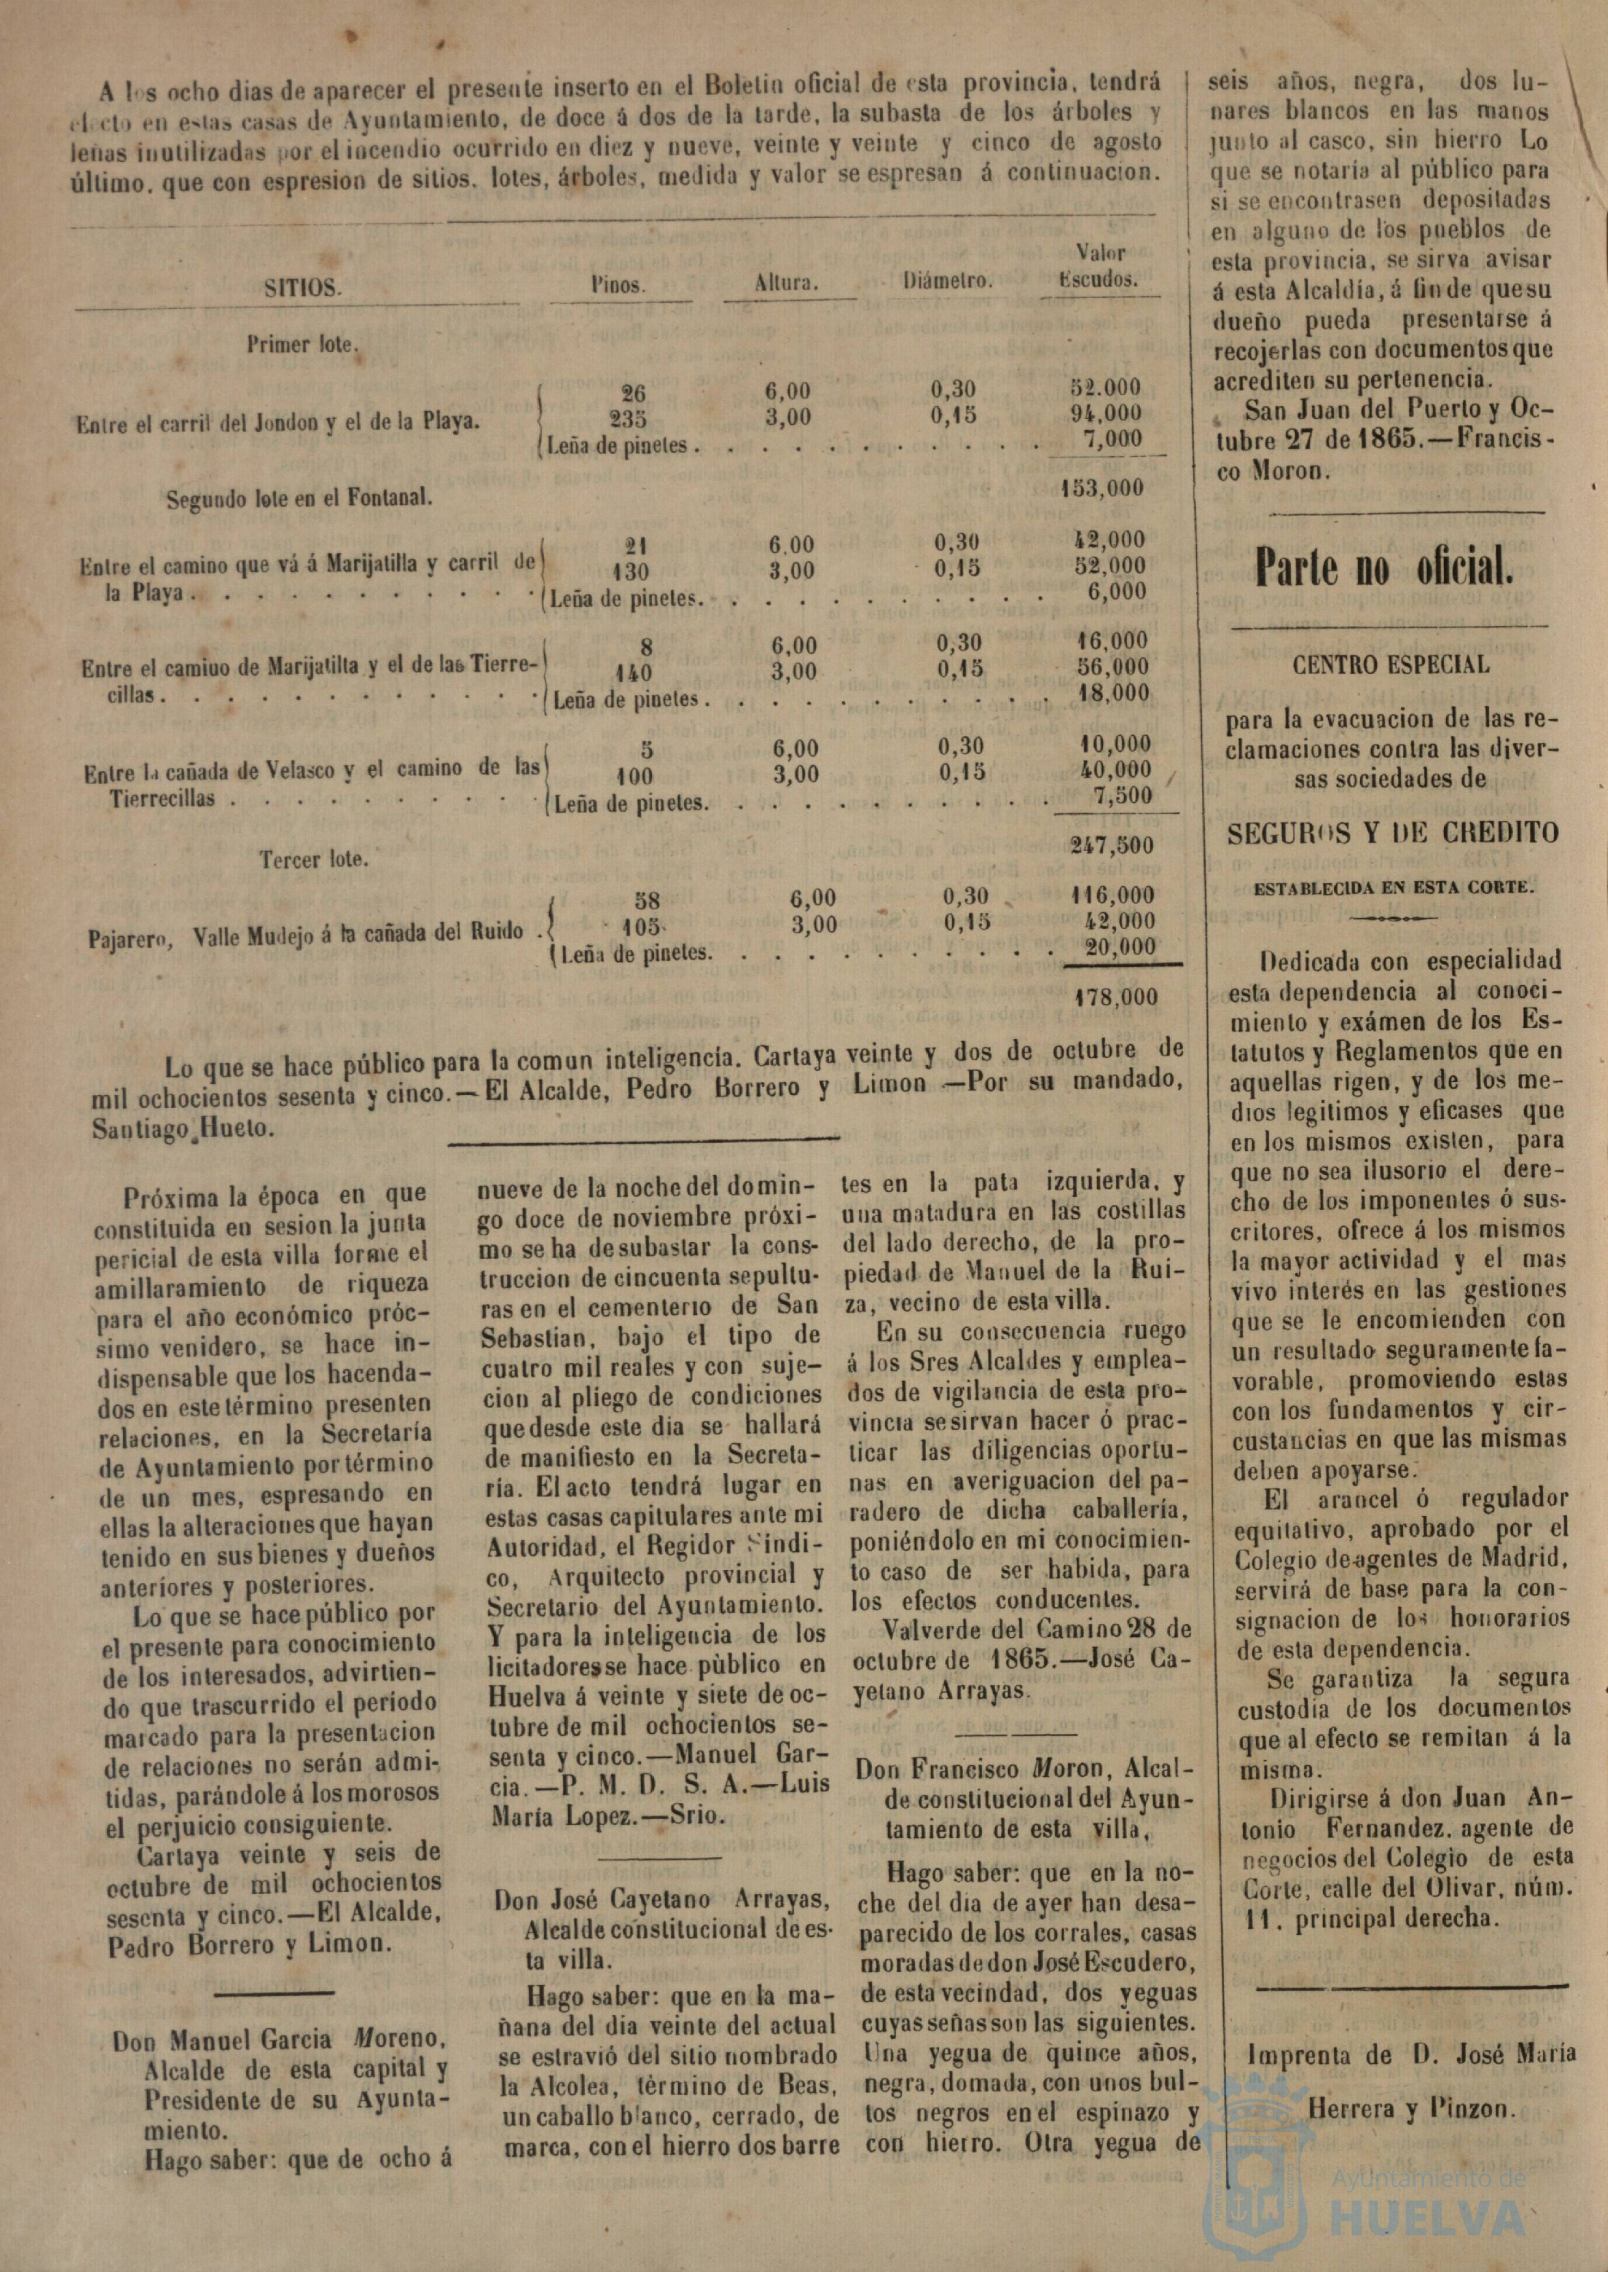 A los ocho dias de aparecer el presente inserto en el Boletin oficial de esta provincia, tendrá
efecto en estas casas de Ayuntamiento, de doce á dos de la tarde, la subasta de los árboles y
leñas inutilizadas por el incendio ocurrido en diez y nueve, veinte y veinte y cinco de agosto
último, que con espresion de sitios, lotes, árboles, medida y valor se espresan á continuacion.
SITIOS. Pinos. Altura. Diámetro. Valor Escudos.
Primer lote.
26 6,00 0,30 52.000
Entre el carril del Jondon y el de la Playa. 235 3,00 0,15 94,000
Leña de pinetes . . . . . . . . . . . . 7,000
153,000
Segundo lote en el Fontanal.
21 6,00 0,30 42,000
Entre el camino que vá á Marijatilla y carril de 130 3,00 0,15 52,000
la Playa . . . . . . . . . . . Leña de pinetes. . . . . . . . . . . 6,000
8 6,00 0,30 16,000
Entre el camiuo de Marijatilla y el de las Tierre- 140 3,00 0,15 56,000
cillas. . . . . . . . . . . . Leña de pinetes . . . . . . . . . . . 18,000
5 6,00 0,30 10,000
Entre la cañada de Velasco y el camino de las 100 3,00 0,15 40,000
Tierrecillas . . . . . . . . . . Leña de pinetes. . . . . . . . . . . 7,500
247,500
Tercer lote.
58 6,00 0,30 116,000
Pajarero, Valle Mudejo á la cañada del Ruido . 105 3,00 0,15 42,000
Leña de pinetes. . . . . . . . . . . 20,000
178,000
Lo que se hace público para la comun inteligencia. Cartaya veinte y dos de octubre de
mil ochocientos sesenta y cinco.—El Alcalde, Pedro Borrero y Limon —Por su mandado,
Santiago Hueto.
Próxima la época en que
constituida en sesion la junta
pericial de esta villa forme el
amillaramiento de riqueza
para el año económico próc-
simo venidero, se hace in-
dispensable que los hacenda-
dos en este término presenten
relaciones, en la Secretaría
de Ayuntamiento por término
de un mes, espresando en
ellas la alteraciones que hayan
tenido en sus bienes y dueños
anteriores y posteriores.
Lo que se hace público por
el presente para conocimiento
de los interesados, advirtien-
do que trascurrido el período
marcado para la presentacion
de relaciones no serán admi-
tidas, parándole á los morosos
el perjuicio consiguiente.
Cartaya veinte y seis de
octubre de mil ochocientos
sesenta y cinco.—El Alcalde,
Pedro Borrero y Limon.
Don Manuel Garcia Moreno,
Alcalde de esta capital y
Presidente de su Ayunta-
miento.
Hago saber: que de ocho á
nueve de la noche del domin-
go doce de noviembre próxi-
mo se ha de subastar la cons-
truccion de cincuenta sepultu-
ras en el cementerio de San
Sebastian, bajo el tipo de
cuatro mil reales y con suje-
cion al pliego de condiciones
que desde este dia se hallará
de manifiesto en la Secreta-
ria. El acto tendrá lugar en
estas casas capitulares ante mi
Autoridad, el Regidor Síndi-
co, Arquitecto provincial y
Secretario del Ayuntamiento.
Y para la inteligencia de los
licitadores se hace público en
Huelva á veinte y siete de oc-
tubre de mil ochocientos se-
senta y cinco.—Manuel Gar-
cia.—P. M. D. S. A.—Luis
María Lopez.—Srio.
Don José Cayetano Arrayas,
Alcalde constitucional de es-
ta villa.
Hago saber: que en la ma-
ñana del dia veinte del actual
se estravió del sitio nombrado
la Alcolea, término de Beas,
un caballo blanco, cerrado, de
marca, con el hierro dos barre
tes en la pata izquierda, y
una matadura en las costillas
del lado derecho, de la pro-
piedad de Manuel de la Rui-
za, vecino de esta villa.
En su consecuencia ruego
á los Sres Alcaldes y emplea-
dos de vigilancia de esta pro-
vincia se sirvan hacer ó prac-
ticar las diligencias oportu-
nas en averiguacion del pa-
radero de dicha caballería,
poniéndolo en mi conocimien-
to caso de ser habida, para
los efectos conducentes.
Valverde del Camino 28 de
octubre de 1865.—José Ca-
yetano Arrayas.
Don Francisco Moron, Alcal-
de constitucional del Ayun-
tamiento de esta villa,
Hago saber: que en la no-
che del dia de ayer han desa-
parecido de los corrales, casas
moradas de don José Escudero,
de esta vecindad, dos yeguas
cuyas señas son las siguientes.
Una yegua de quince años,
negra, domada, con unos bul-
tos negros en el espinazo y
con hierro. Otra yegua de
seis años, negra, dos lu-
nares blancos en las manos
junto al casco, sin hierro Lo
que se notaria al público para
si se encontrasen depositadas
en alguno de los pueblos de
esta provincia, se sirva avisar
á esta Alcaldía, á fin de que su
dueño pueda presentarse á
recojerlas con documentos que
acrediten su pertenencia.
San Juan del Puerto y Oc-
tubre 27 de 1865.—Francis-
co Moron.
Parte no oficial.
CENTRO ESPECIAL
para la evacuacion de las re-
clamaciones contra las diver-
sas sociedades de
SEGUROS Y DE CREDITO
ESTABLECIDA EN ESTA CORTE.
Dedicada con especialidad
esta dependencia al conoci-
miento y exámen de los Es-
tatutos y Reglamentos que en
aquellas rigen, y de los me-
dios legitimos y eficases que
en los mismos existen, para
que no sea ilusorio el dere-
cho de los imponentes ó sus-
critores, ofrece á los mismos
la mayor actividad y el mas
vivo interés en las gestiones
que se le encomienden con
un resultado seguramente fa-
vorable, promoviendo estas
con los fundamentos y cir-
custancias en que las mismas
deben apoyarse.
El arancel ó regulador
equitativo, aprobado por el
Colegio de agentes de Madrid,
servirá de base para la con-
signacion de los honorarios
de esta dependencia.
Se garantiza la segura
custodia de los documentos
que al efecto se remitan á la
misma.
Dirigirse á don Juan An-
tonio Fernandez, agente de
negocios del Colegio de esta
Corte, calle del Olivar, núm.
11. principal derecha.
Imprenta de D. José Maria
Herrera y Pinzon.
Ayuntamiento de
HUELVA